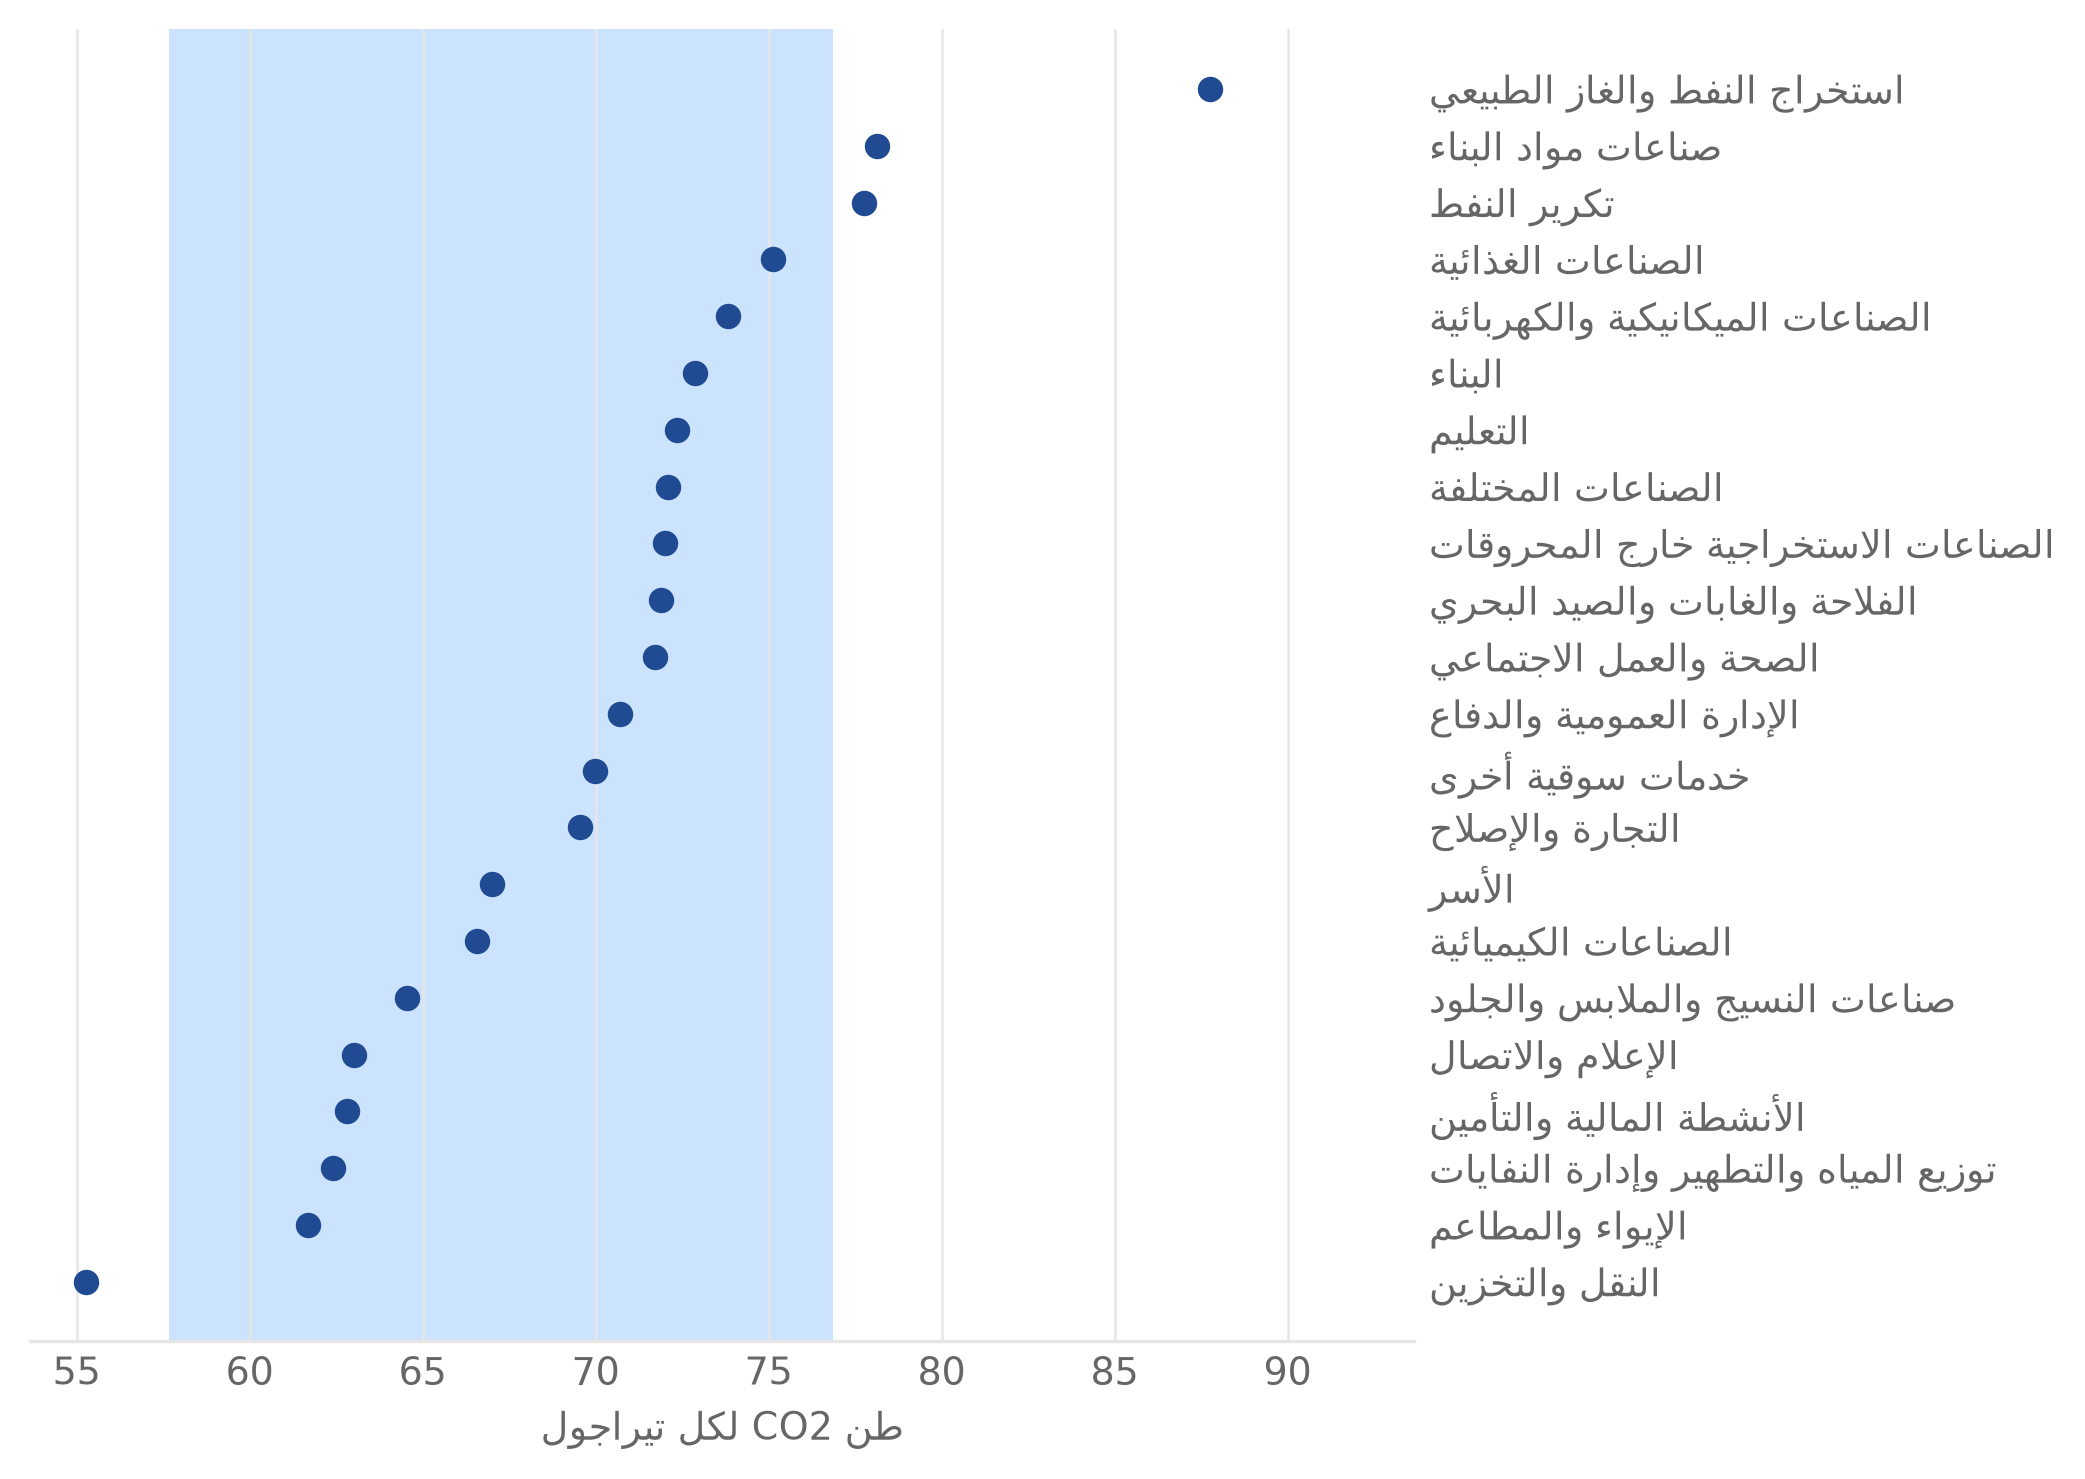 استخراج النفط والغاز الطبيعي
صناعات مواد البناء
تكرير النفط
الصناعات الغذائية
الصناعات الميكانيكية والكهربائية
البناء
التعليم
الصناعات المختلفة
الصناعات الاستخراجية خارج المحروقات
الفلاحة والغابات والصيد البحري
الصحة والعمل الاجتماعي
الإدارة العمومية والدفاع
خدمات سوقية أخرى
التجارة والإصلاح
الأسر
الصناعات الكيميائية
صناعات النسيج والملابس والجلود
الإعلام والاتصال
الأنشطة المالية والتأمين
توزيع المياه والتطهير وإدارة النفايات
الإيواء والمطاعم
النقل والتخزين
55 60 65 70 75 80 85 90
طن CO2 لكل تيراجول